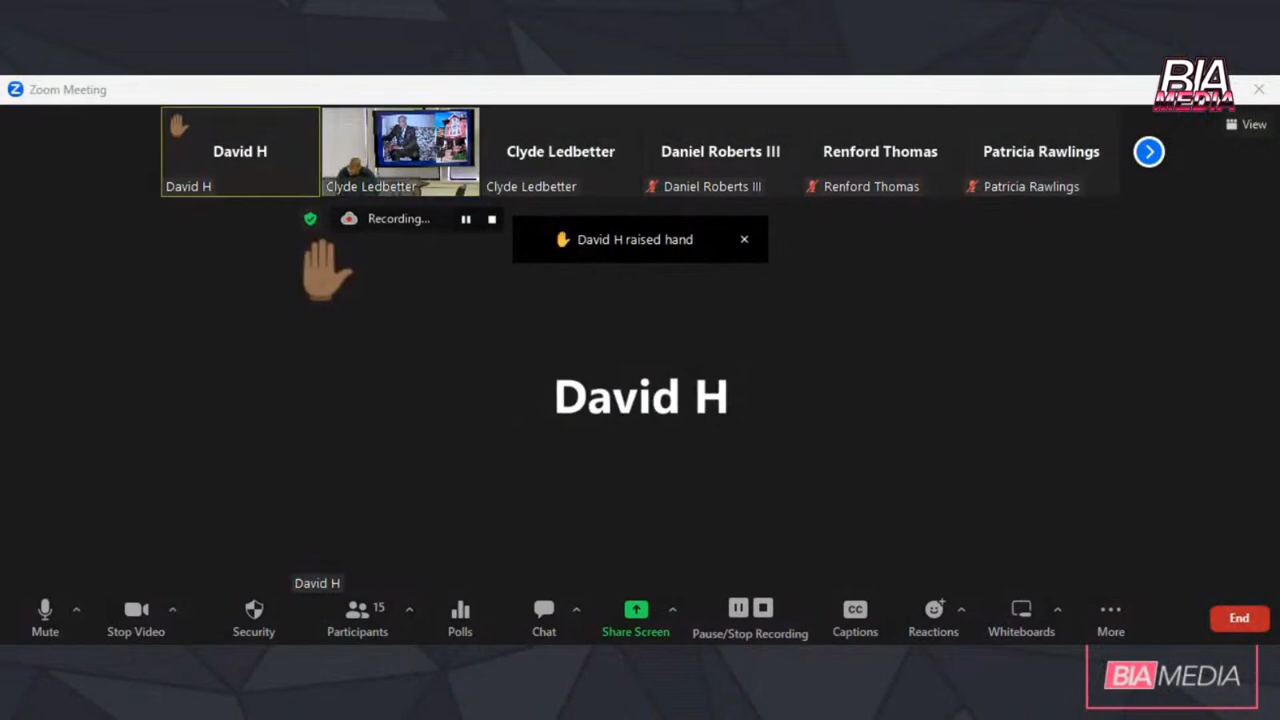 BIA
MEDIA
Zoom Meeting
View
David H
David H
Clyde Ledbetter
Clyde Ledbetter
Clyde Ledbetter
Daniel Roberts III
Daniel Roberts III
Renford Thomas
Renford Thomas
Patricia Rawlings
Patricia Rawlings
Recording...
David H raised hand
David H
David H
Mute
Stop Video
Security
15
Participants
Polls
Chat
Share Screen
Pause/Stop Recording
CC
Captions
Reactions
Whiteboards
More
End
BIA MEDIA